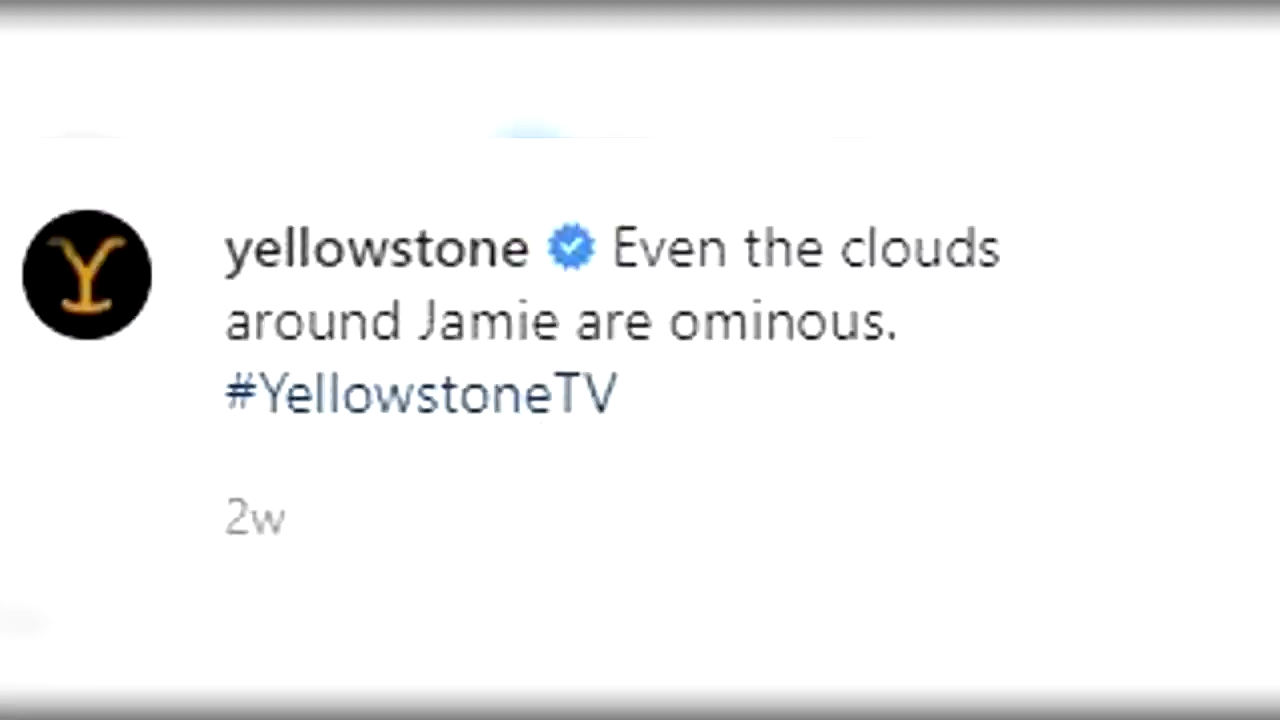 yellowstone Even the clouds
around Jamie are ominous.
#YellowstoneTV
2w